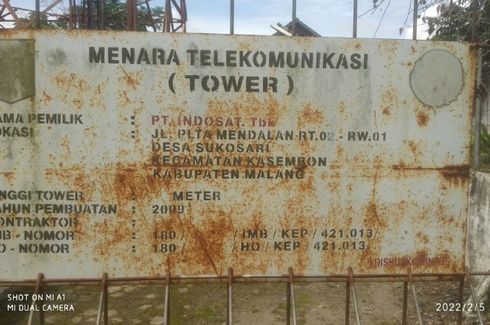 MENARA TELEKOMUNIKASI
( TOWER )
AMA PEMILIK : PT. INDOSAT. Tbk
OKASI : JL. PLTA MENDALAN RT.02 - RW.01
DESA SUKOSARI
KECAMATAN KASEMBON
KABUPATEN MALANG
NGGI TOWER : METER
AHUN PEMBUATAN : 2009
ONTRAKTOR :
MB - NOMOR : 180 / / IMB / KEP / 421.013 /
O - NOMOR : 180 / / HO / KEP / 421.013 /
SHOT ON MI A1
MI DUAL CAMERA
2022/2/5